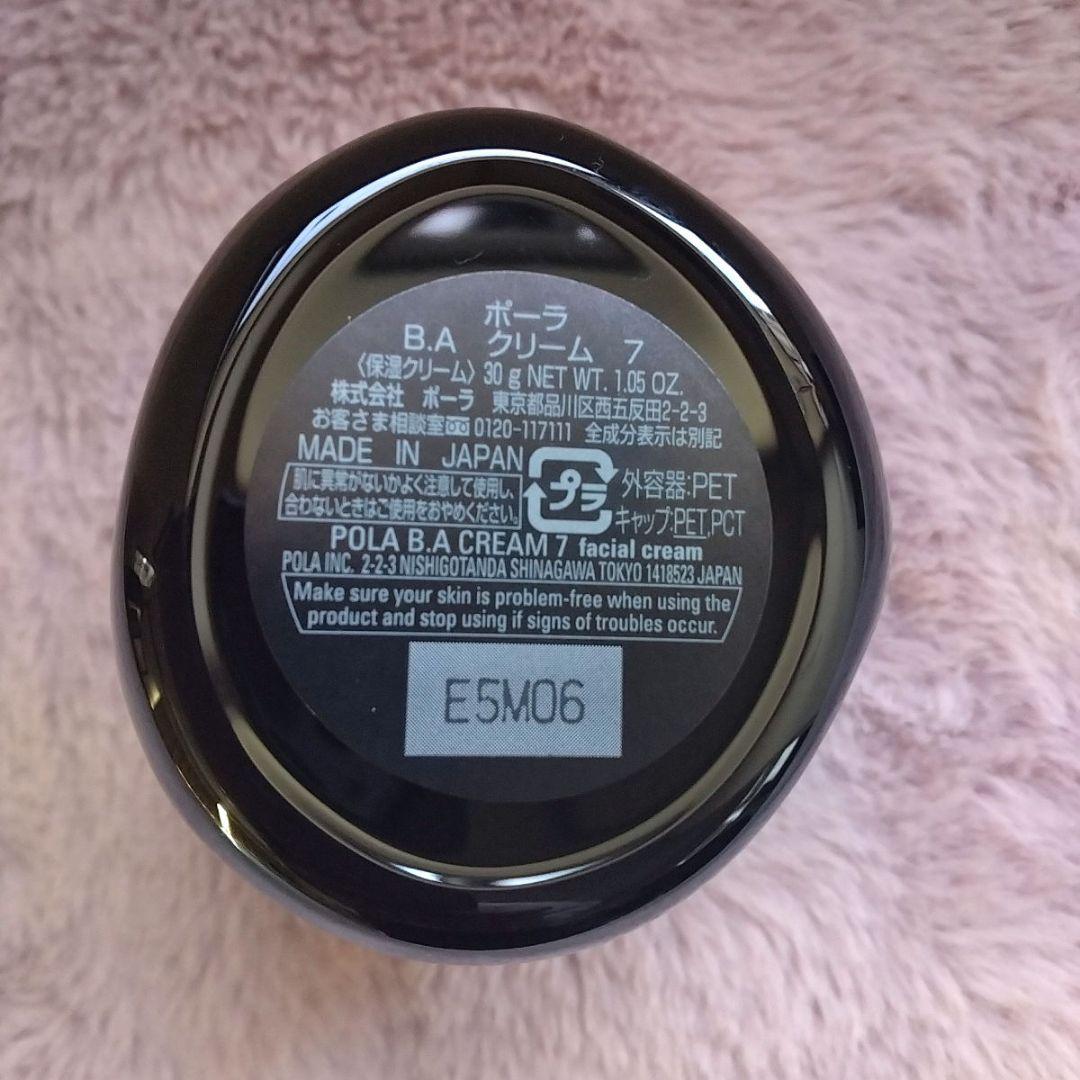 ポーラ
B.A クリーム 7
〈保湿クリーム〉30 g NET WT. 1.05 OZ.
株式会社 ポーラ 東京都品川区西五反田2-2-3
お客さま相談室 0120-117111 全成分表示は別記
MADE IN JAPAN
肌に異常がないかよく注意して使用し、
合わないときはご使用をおやめください。
プラ
外容器:PET
キャップ:PET,PCT
POLA B.A CREAM 7 facial cream
POLA INC. 2-2-3 NISHIGOTANDA SHINAGAWA TOKYO 1418523 JAPAN
Make sure your skin is problem-free when using the
product and stop using if signs of troubles occur.
E5M06